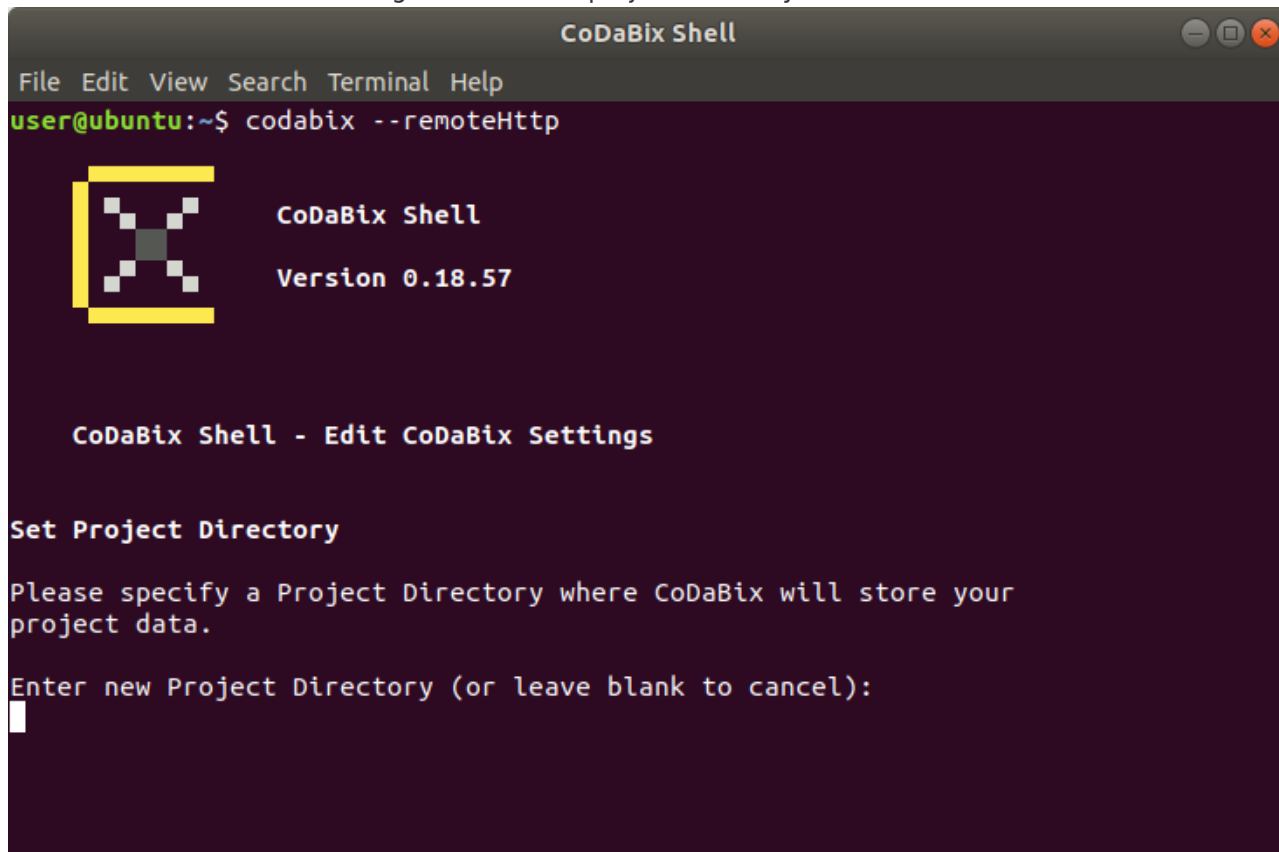 CoDaBix Shell
File Edit View Search Terminal Help
user@ubuntu:~$ codabix --remoteHttp
CoDaBix Shell
Version 0.18.57
CoDaBix Shell - Edit CoDaBix Settings
Set Project Directory
Please specify a Project Directory where CoDaBix will store your
project data.
Enter new Project Directory (or leave blank to cancel):